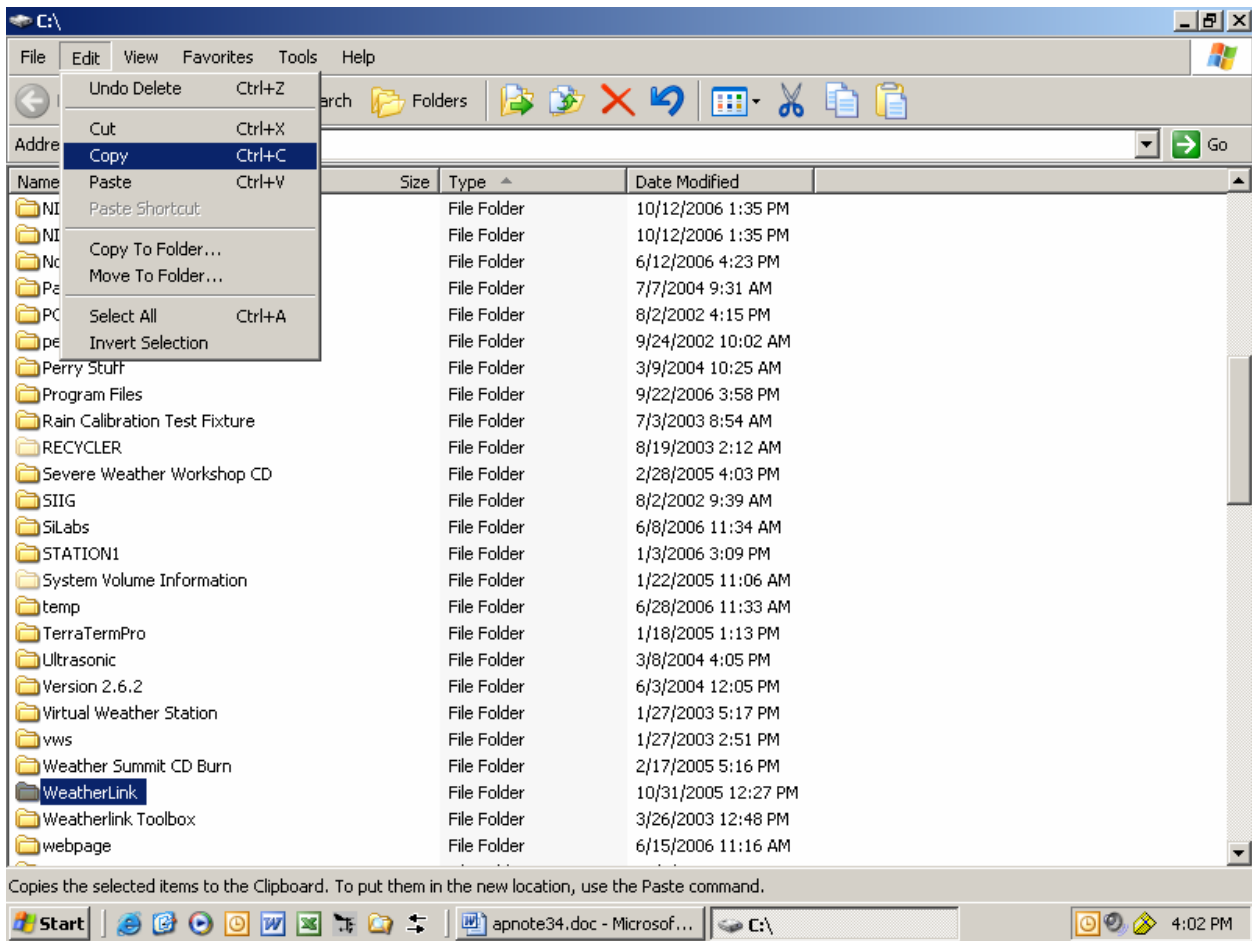 C:\
File Edit View Favorites Tools Help
Undo Delete Ctrl+Z
arch Folders
Cut Ctrl+X
Addre Go
Copy Ctrl+C
Name Size Type Date Modified
Paste Ctrl+V
NI File Folder 10/12/2006 1:35 PM
Paste Shortcut
NI File Folder 10/12/2006 1:35 PM
Copy To Folder...
No File Folder 6/12/2006 4:23 PM
Move To Folder...
Pa File Folder 7/7/2004 9:31 AM
PC File Folder 8/2/2002 4:15 PM
Select All Ctrl+A
pe File Folder 9/24/2002 10:02 AM
Invert Selection
Perry Stuff File Folder 3/9/2004 10:25 AM
Program Files File Folder 9/22/2006 3:58 PM
Rain Calibration Test Fixture File Folder 7/3/2003 8:54 AM
RECYCLER File Folder 8/19/2003 2:12 AM
Severe Weather Workshop CD File Folder 2/28/2005 4:03 PM
SIIG File Folder 8/2/2002 9:39 AM
SiLabs File Folder 6/8/2006 11:34 AM
STATION1 File Folder 1/3/2006 3:09 PM
System Volume Information File Folder 1/22/2005 11:06 AM
temp File Folder 6/28/2006 11:33 AM
TerraTermPro File Folder 1/18/2005 1:13 PM
Ultrasonic File Folder 3/8/2004 4:05 PM
Version 2.6.2 File Folder 6/3/2004 12:05 PM
Virtual Weather Station File Folder 1/27/2003 5:17 PM
vws File Folder 1/27/2003 2:51 PM
Weather Summit CD Burn File Folder 2/17/2005 5:16 PM
WeatherLink File Folder 10/31/2005 12:27 PM
Weatherlink Toolbox File Folder 3/26/2003 12:48 PM
webpage File Folder 6/15/2006 11:16 AM
Copies the selected items to the Clipboard. To put them in the new location, use the Paste command.
Start apnote34.doc - Microsof... C:\ 4:02 PM